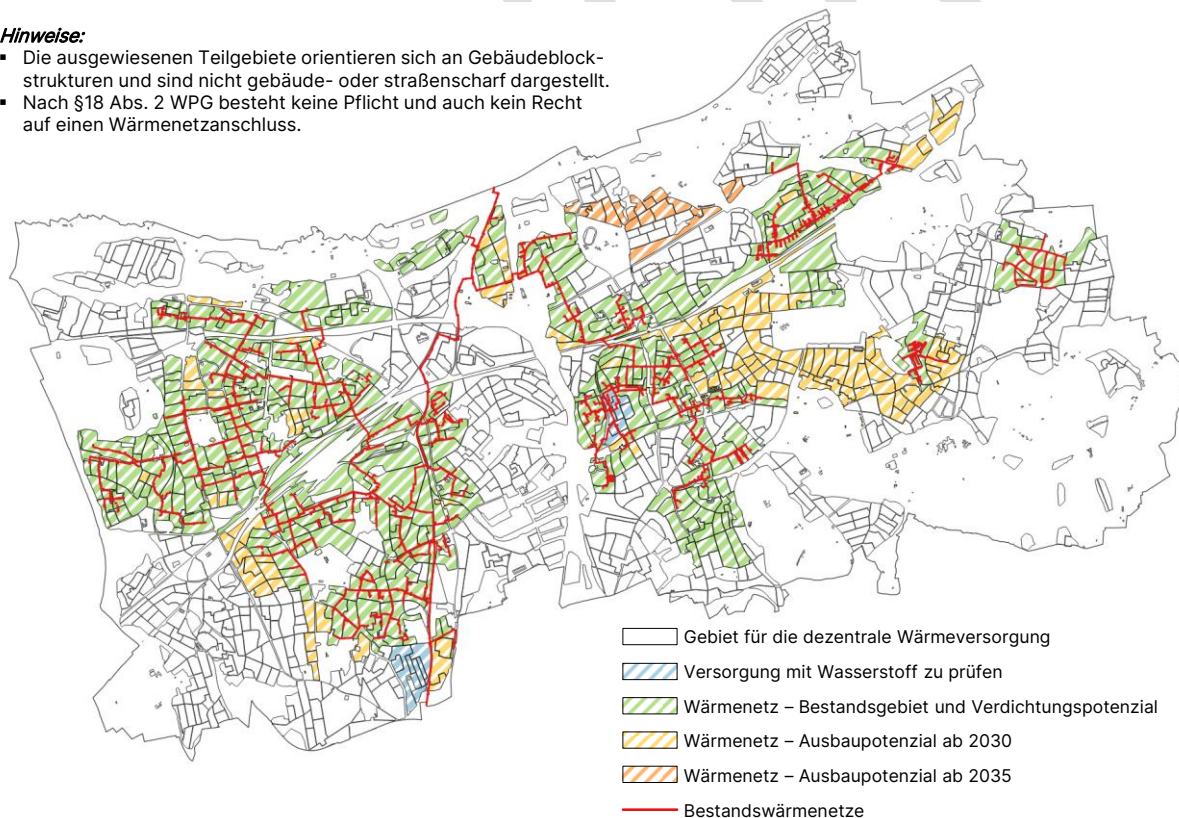 Hinweise:
▪ Die ausgewiesenen Teilgebiete orientieren sich an Gebäudeblock-
strukturen und sind nicht gebäude- oder straßenscharf dargestellt.
▪ Nach §18 Abs. 2 WPG besteht keine Pflicht und auch kein Recht
auf einen Wärmenetzanschluss.
Gebiet für die dezentrale Wärmeversorgung
Versorgung mit Wasserstoff zu prüfen
Wärmenetz – Bestandsgebiet und Verdichtungspotenzial
Wärmenetz – Ausbaupotenzial ab 2030
Wärmenetz – Ausbaupotenzial ab 2035
Bestandswärmenetze